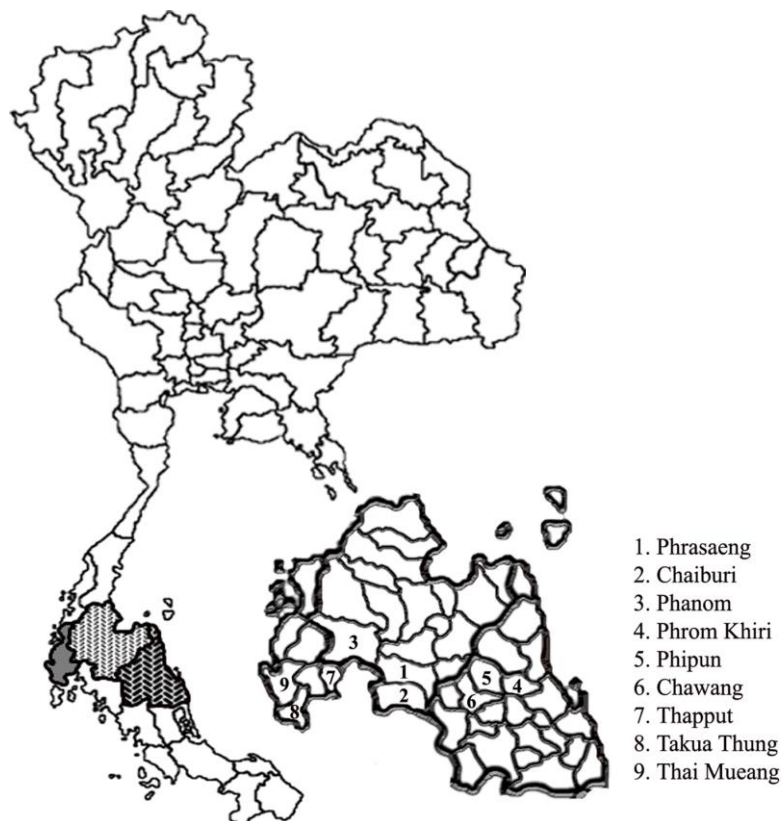 3
1
2
5
4
6
9
7
8
1. Phrasaeng
2. Chaiburi
3. Phanom
4. Phrom Khiri
5. Phipun
6. Chawang
7. Thapput
8. Takua Thung
9. Thai Mueang